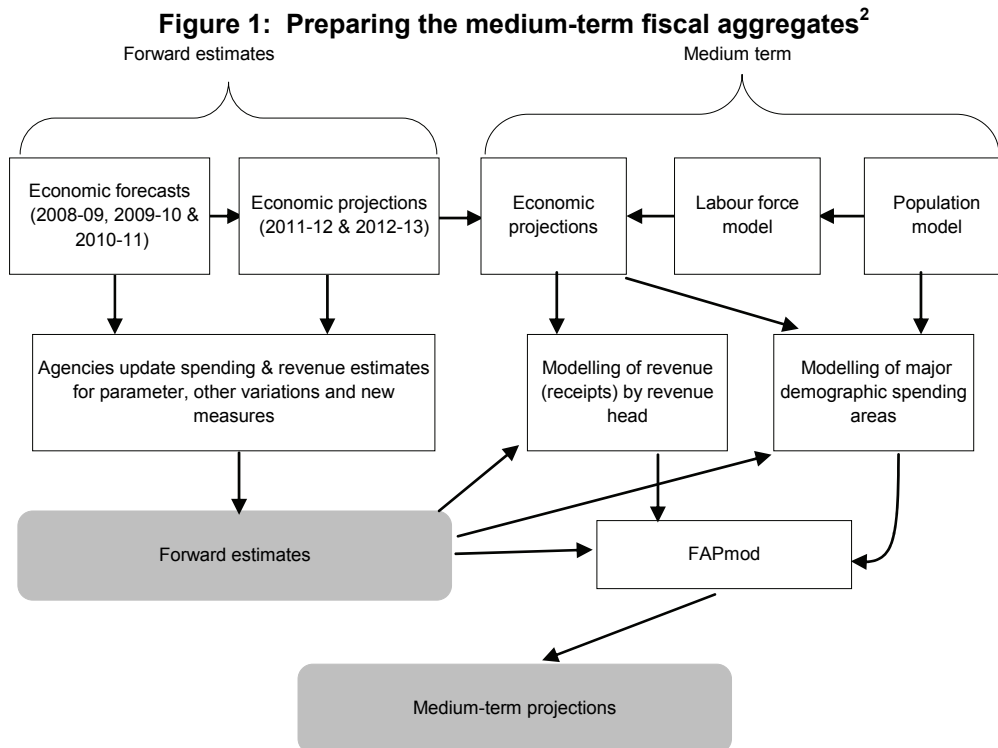 Figure 1:  Preparing the medium-term fiscal aggregates2
Forward estimates
Medium term
Economic forecasts
(2008-09, 2009-10 &
2010-11)
Economic projections
(2011-12 & 2012-13)
Economic
projections
Labour force
model
Population
model
Agencies update spending & revenue estimates
for parameter, other variations and new
measures
Modelling of revenue
(receipts) by revenue
head
Modelling of major
demographic spending
areas
Forward estimates
FAPmod
Medium-term projections